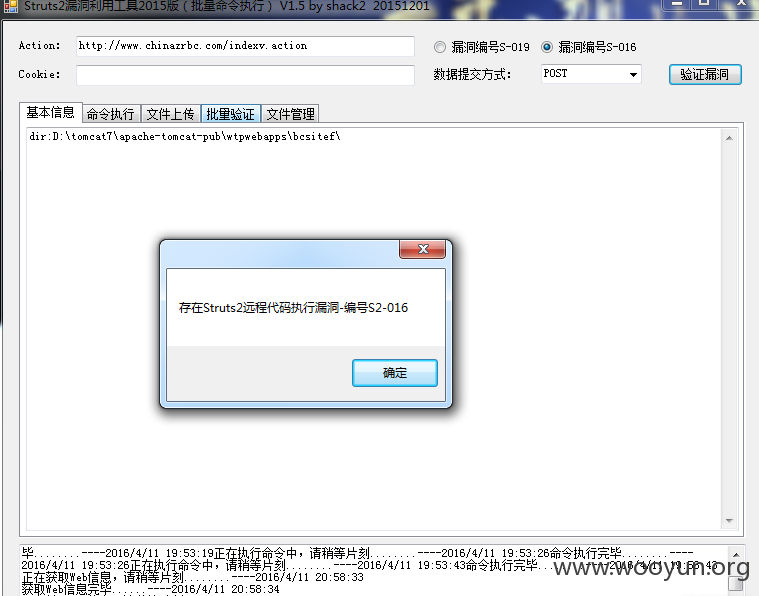 Struts2漏洞利用工具2015版（批量命令执行）V1.5 by shack2 20151201
Action: http://www.chinazrbc.com/indexv.action 漏洞编号S-019 漏洞编号S-016
Cookie: 数据提交方式: POST 验证漏洞
基本信息 命令执行 文件上传 批量验证 文件管理
dir:D:\tomcat7\apache-tomcat-pub\wtpwebapps\bcsitef\
存在Struts2远程代码执行漏洞-编号S2-016
确定
毕........----2016/4/11 19:53:19正在执行命令中，请稍等片刻........----2016/4/11 19:53:26命令执行完毕........----
2016/4/11 19:53:26正在执行命令中，请稍等片刻........----2016/4/11 19:53:43命令执行完毕........----2016/4/11 19:53:43
正在获取Web信息，请稍等片刻........----2016/4/11 20:58:33
获取Web信息完毕........----2016/4/11 20:58:34
www.wooyun.org